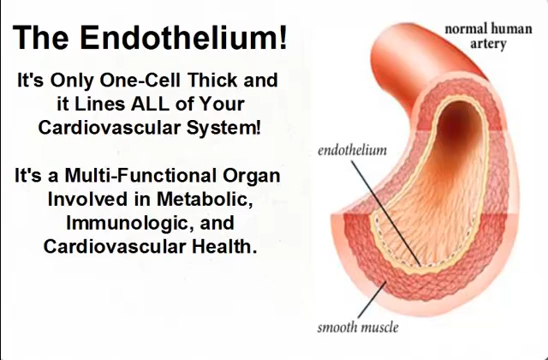 The Endothelium!
It's Only One-Cell Thick and
it Lines ALL of Your
Cardiovascular System!
It's a Multi-Functional Organ
Involved in Metabolic,
Immunologic, and
Cardiovascular Health.
normal human
artery
endothelium
smooth muscle